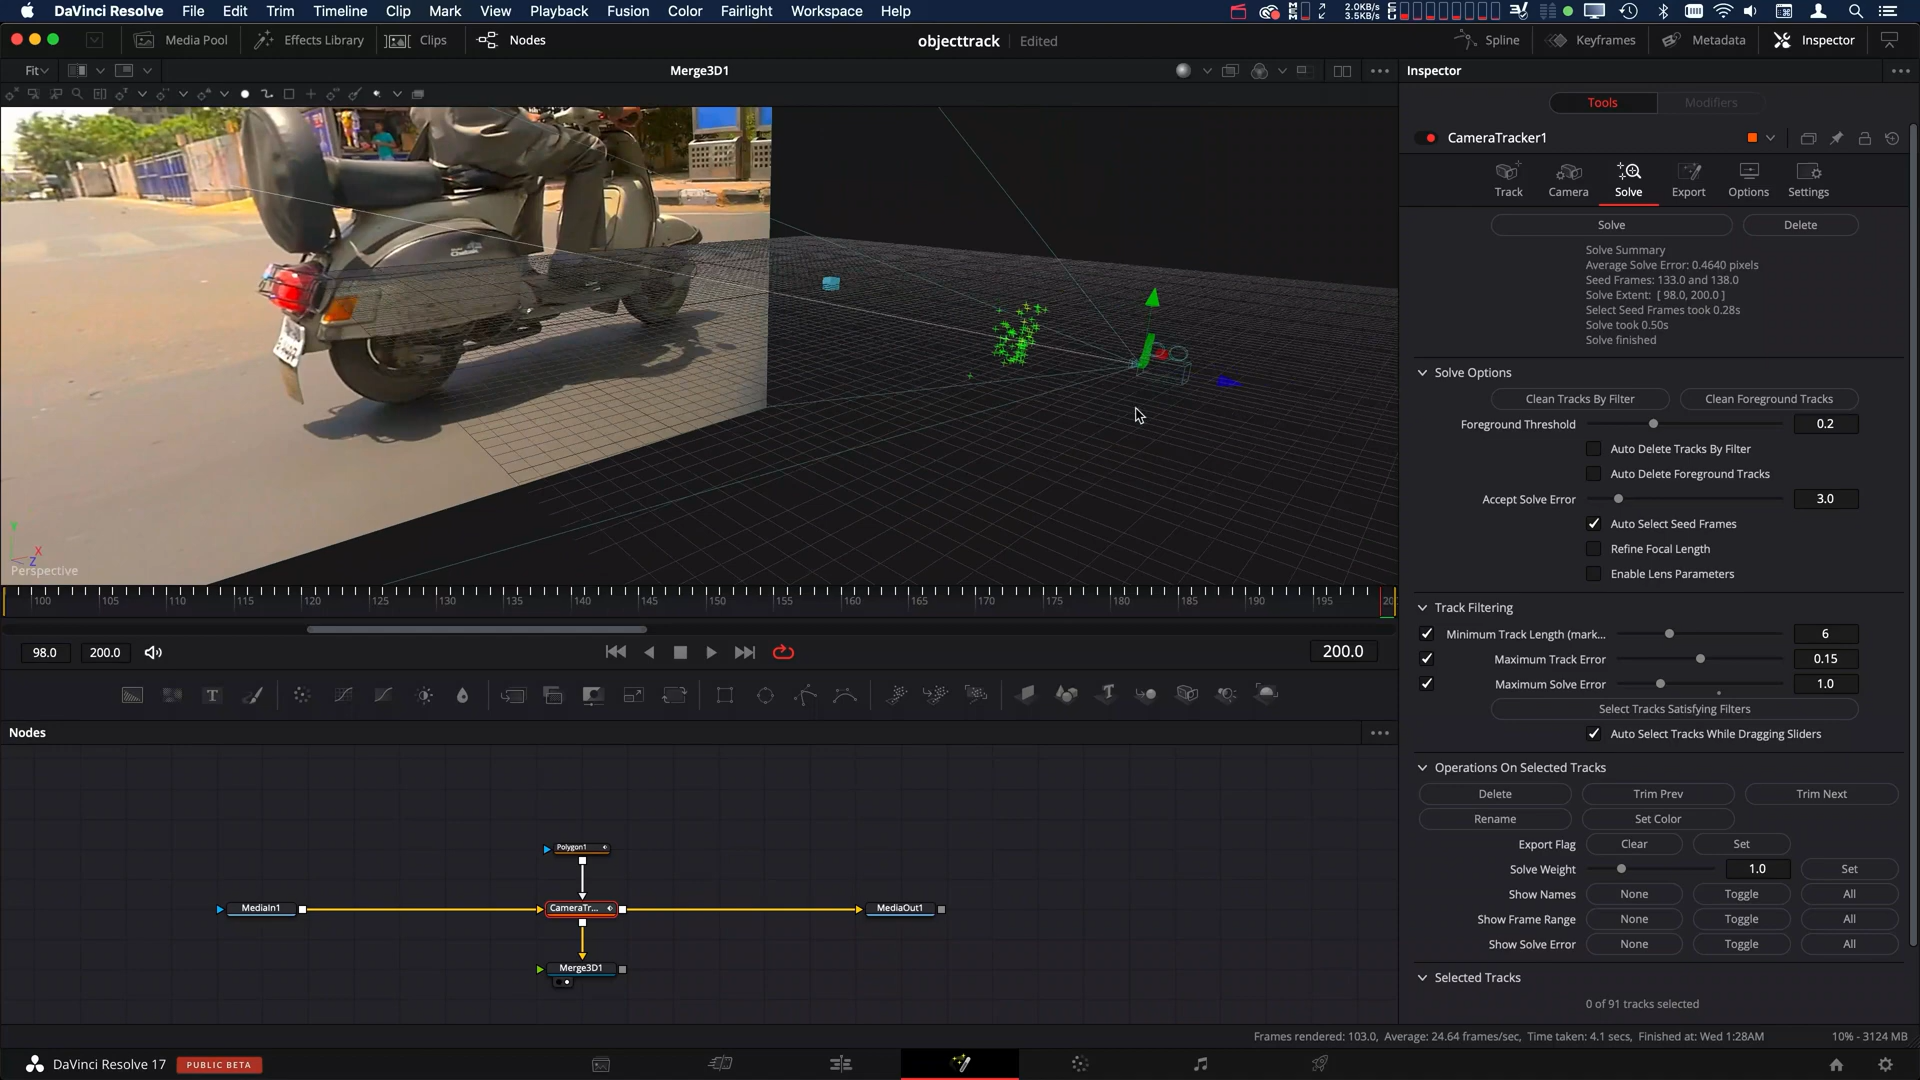 DaVinci Resolve File Edit Trim Timeline Clip Mark View Playback Fusion Color Fairlight Workspace Help
2.0KB/s
3.5KB/s
Media Pool Effects Library Clips Nodes objecttrack Edited Spline Keyframes Metadata Inspector
Fit Merge3D1 Inspector
Tools Modifiers
CameraTracker1
Track Camera Solve Export Options Settings
Solve Delete
Solve Summary
Average Solve Error: 0.4640 pixels
Seed Frames: 133.0 and 138.0
Solve Extent: [ 98.0, 200.0 ]
Select Seed Frames took 0.28s
Solve took 0.50s
Solve finished
Solve Options
Clean Tracks By Filter Clean Foreground Tracks
Foreground Threshold 0.2
Auto Delete Tracks By Filter
Auto Delete Foreground Tracks
Accept Solve Error 3.0
Auto Select Seed Frames
Refine Focal Length
Enable Lens Parameters
Y
X
Z
Perspective
100 105 110 115 120 125 130 135 140 145 150 155 160 165 170 175 180 185 190 195 20
98.0 200.0 200.0
Track Filtering
Minimum Track Length (mark... 6
Maximum Track Error 0.15
Maximum Solve Error 1.0
Select Tracks Satisfying Filters
Auto Select Tracks While Dragging Sliders
Operations On Selected Tracks
Delete Trim Prev Trim Next
Rename Set Color
Export Flag Clear Set
Solve Weight 1.0 Set
Show Names None Toggle All
Show Frame Range None Toggle All
Show Solve Error None Toggle All
Selected Tracks
0 of 91 tracks selected
Nodes
Polygon1
MediaIn1 CameraTr... MediaOut1
Merge3D1
Frames rendered: 103.0, Average: 24.64 frames/sec, Time taken: 4.1 secs, Finished at: Wed 1:28AM 10% - 3124 MB
DaVinci Resolve 17 PUBLIC BETA